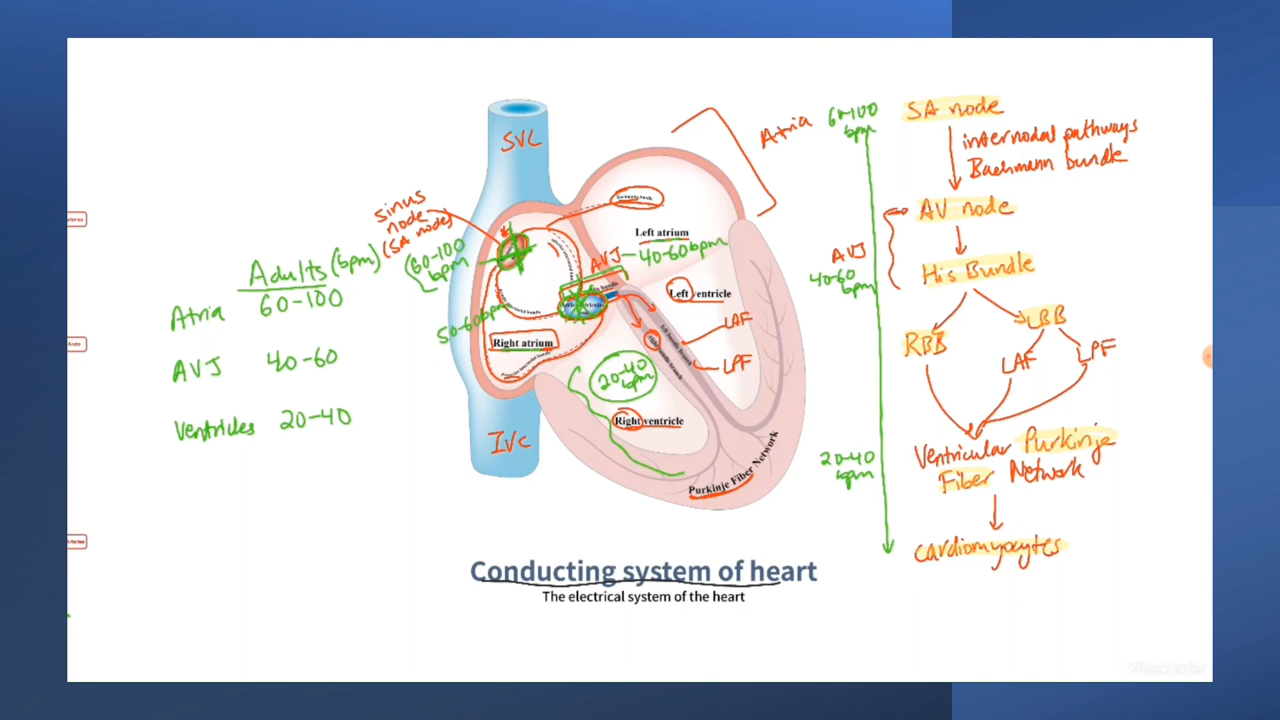 SVC
Atria
60-100
bpm
SA node
internodal pathways
Bachmann bundle
sinus
node
(SA node)
Left atrium
AV node
Adults (bpm)
60-100
bpm
AVJ-40-60bpm
AVJ
40-60
bpm
His Bundle
60-100
Atria
Left ventricle
50-60bpm
LAF
RBB
LBB
Right atrium
AVJ 40-60
LPF
LAF
LPF
20-40
bpm
Ventricles 20-40
Right ventricle
IVC
Ventricular Purkinje
Fiber Network
20-40
bpm
Purkinje Fiber Network
cardiomyocytes
Conducting system of heart
The electrical system of the heart